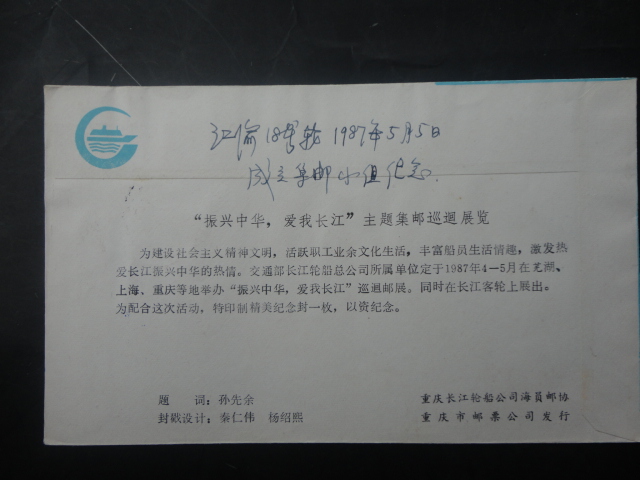 江渝18号轮 1987年5月5日
成立集邮小组纪念.
“振兴中华，爱我长江”主题集邮巡迴展览
为建设社会主义精神文明，活跃职工业余文化生活，丰富船员生活情趣，激发热
爱长江振兴中华的热情。交通部长江轮船总公司所属单位定于1987年4—5月在芜湖、
上海、重庆等地举办“振兴中华，爱我长江”巡迴邮展。同时在长江客轮上展出。
为配合这次活动，特印制精美纪念封一枚，以资纪念。
题 词：孙先余
封戳设计：秦仁伟 杨绍熙
重庆长江轮船公司海员邮协
重庆市邮票公司发行